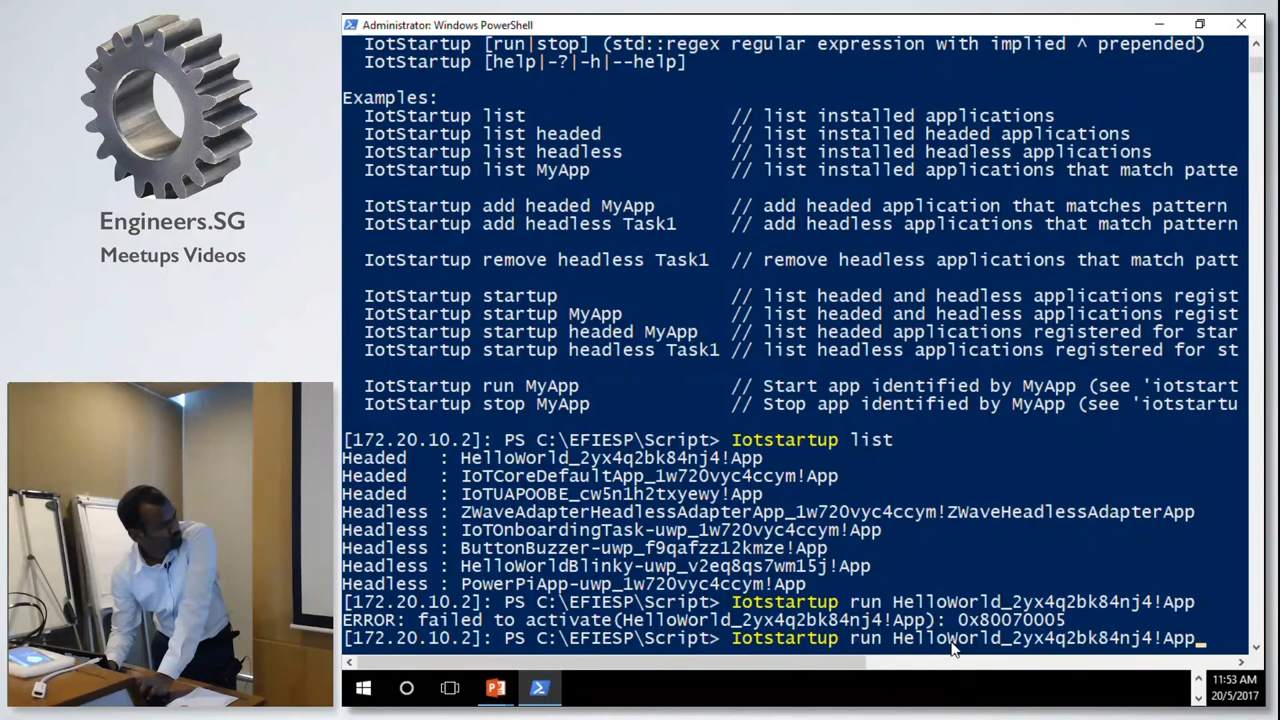 Engineers.SG
Meetups Videos
Administrator: Windows PowerShell
IotStartup [run|stop] (std::regex regular expression with implied ^ prepended)
IotStartup [help|-?|-h|--help]
Examples:
IotStartup list // list installed applications
IotStartup list headed // list installed headed applications
IotStartup list headless // list installed headless applications
IotStartup list MyApp // list installed applications that match patte
IotStartup add headed MyApp // add headed application that matches pattern
IotStartup add headless Task1 // add headless applications that match pattern
IotStartup remove headless Task1 // remove headless applications that match patt
IotStartup startup // list headed and headless applications regist
IotStartup startup MyApp // list headed and headless applications regist
IotStartup startup headed MyApp // list headed applications registered for star
IotStartup startup headless Task1 // list headless applications registered for st
IotStartup run MyApp // Start app identified by MyApp (see 'iotstart
IotStartup stop MyApp // Stop app identified by MyApp (see 'iotstartu
[172.20.10.2]: PS C:\EFIESP\Script> Iotstartup list
Headed : HelloWorld_2yx4q2bk84nj4!App
Headed : IoTCoreDefaultApp_1w720vyc4ccym!App
Headed : IoTUAPOOBE_cw5n1h2txyewy!App
Headless : ZWaveAdapterHeadlessAdapterApp_1w720vyc4ccym!ZWaveHeadlessAdapterApp
Headless : IoTOnboardingTask-uwp_1w720vyc4ccym!App
Headless : ButtonBuzzer-uwp_f9qafzz12kmze!App
Headless : HelloWorldBlinky-uwp_v2eq8qs7wm15j!App
Headless : PowerPiApp-uwp_1w720vyc4ccym!App
[172.20.10.2]: PS C:\EFIESP\Script> Iotstartup run HelloWorld_2yx4q2bk84nj4!App
ERROR: failed to activate(HelloWorld_2yx4q2bk84nj4!App): 0x80070005
[172.20.10.2]: PS C:\EFIESP\Script> Iotstartup run HelloWorld_2yx4q2bk84nj4!App_
11:53 AM
20/5/2017